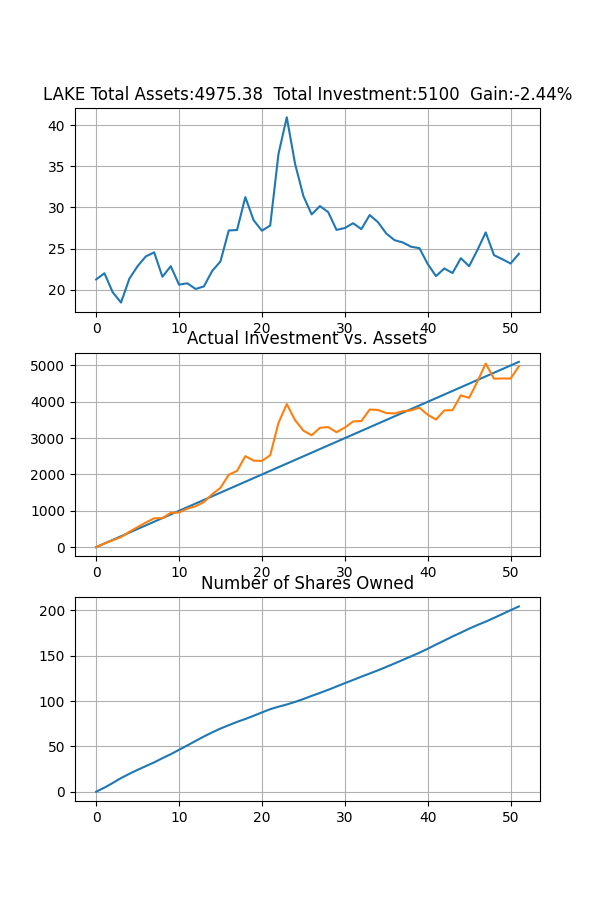 LAKE Total Assets:4975.38  Total Investment:5100  Gain:-2.44%
40
35
30
25
20
0 10 20 30 40 50
Actual Investment vs. Assets
5000
4000
3000
2000
1000
0
0 10 20 30 40 50
Number of Shares Owned
200
150
100
50
0
0 10 20 30 40 50